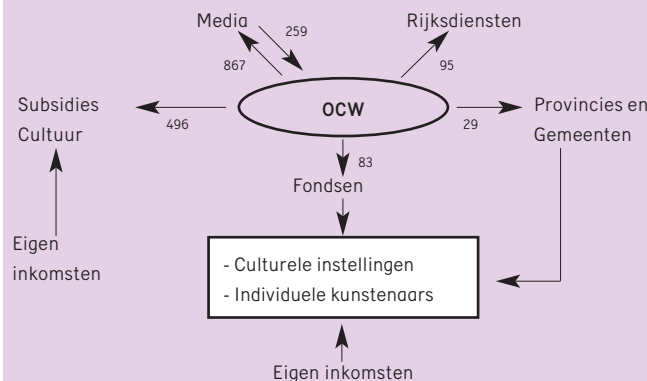 Media
259
Rijksdiensten
867
95
Subsidies
Cultuur
496
OCW
29
Provincies en
Gemeenten
83
Fondsen
Eigen
inkomsten
- Culturele instellingen
- Individuele kunstenaars
Eigen inkomsten